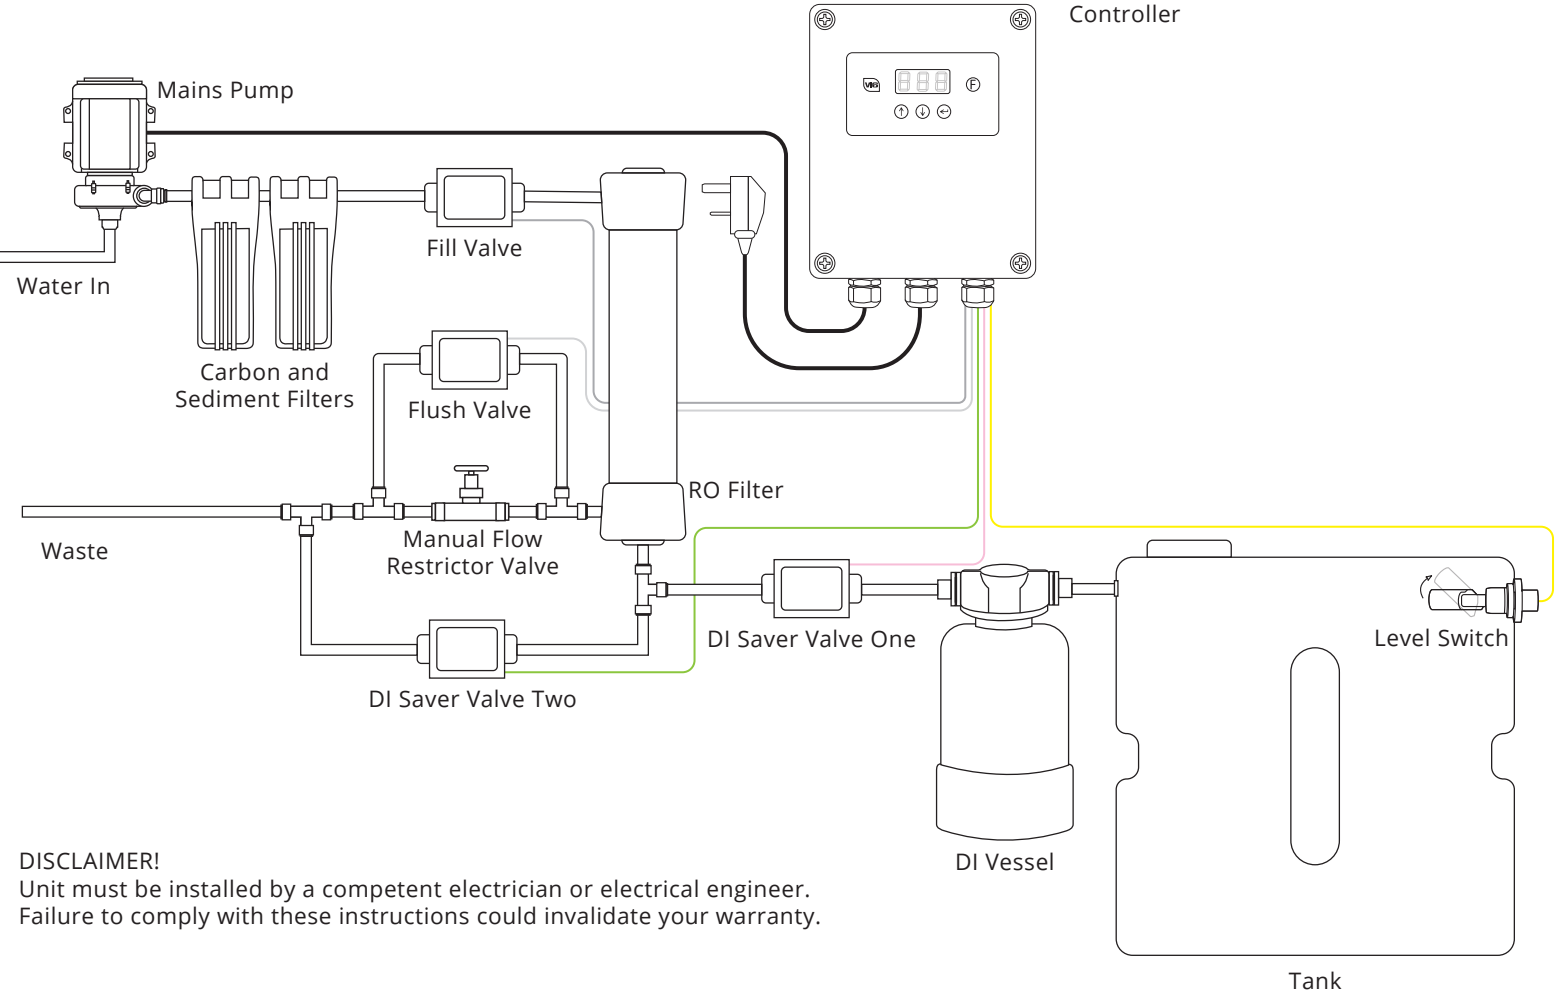 Controller
VIG
888
F
Mains Pump
Fill Valve
Water In
Carbon and
Sediment Filters
Flush Valve
RO Filter
Manual Flow
Restrictor Valve
Waste
DI Saver Valve One
Level Switch
DI Saver Valve Two
DI Vessel
DISCLAIMER!
Unit must be installed by a competent electrician or electrical engineer.
Failure to comply with these instructions could invalidate your warranty.
Tank